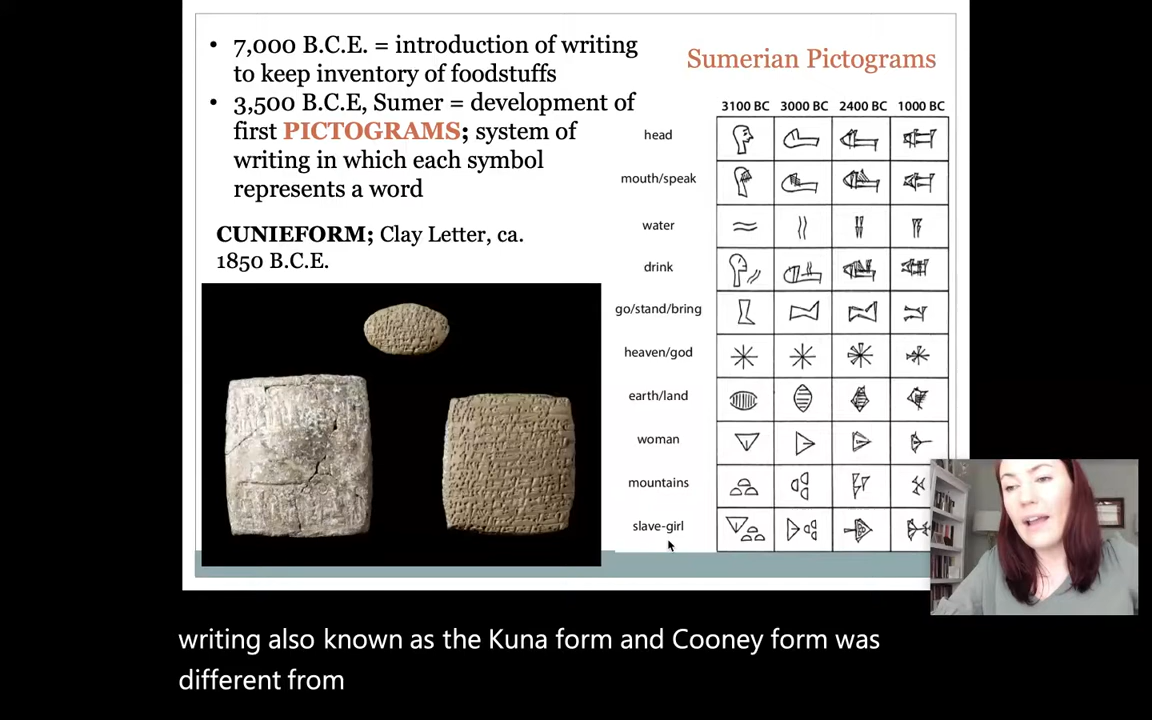 • 7,000 B.C.E. = introduction of writing
to keep inventory of foodstuffs
• 3,500 B.C.E, Sumer = development of
first PICTOGRAMS; system of
writing in which each symbol
represents a word
CUNIEFORM; Clay Letter, ca.
1850 B.C.E.
Sumerian Pictograms
3100 BC 3000 BC 2400 BC 1000 BC
head
mouth/speak
water
drink
go/stand/bring
heaven/god
earth/land
woman
mountains
slave-girl
writing also known as the Kuna form and Cooney form was
different from